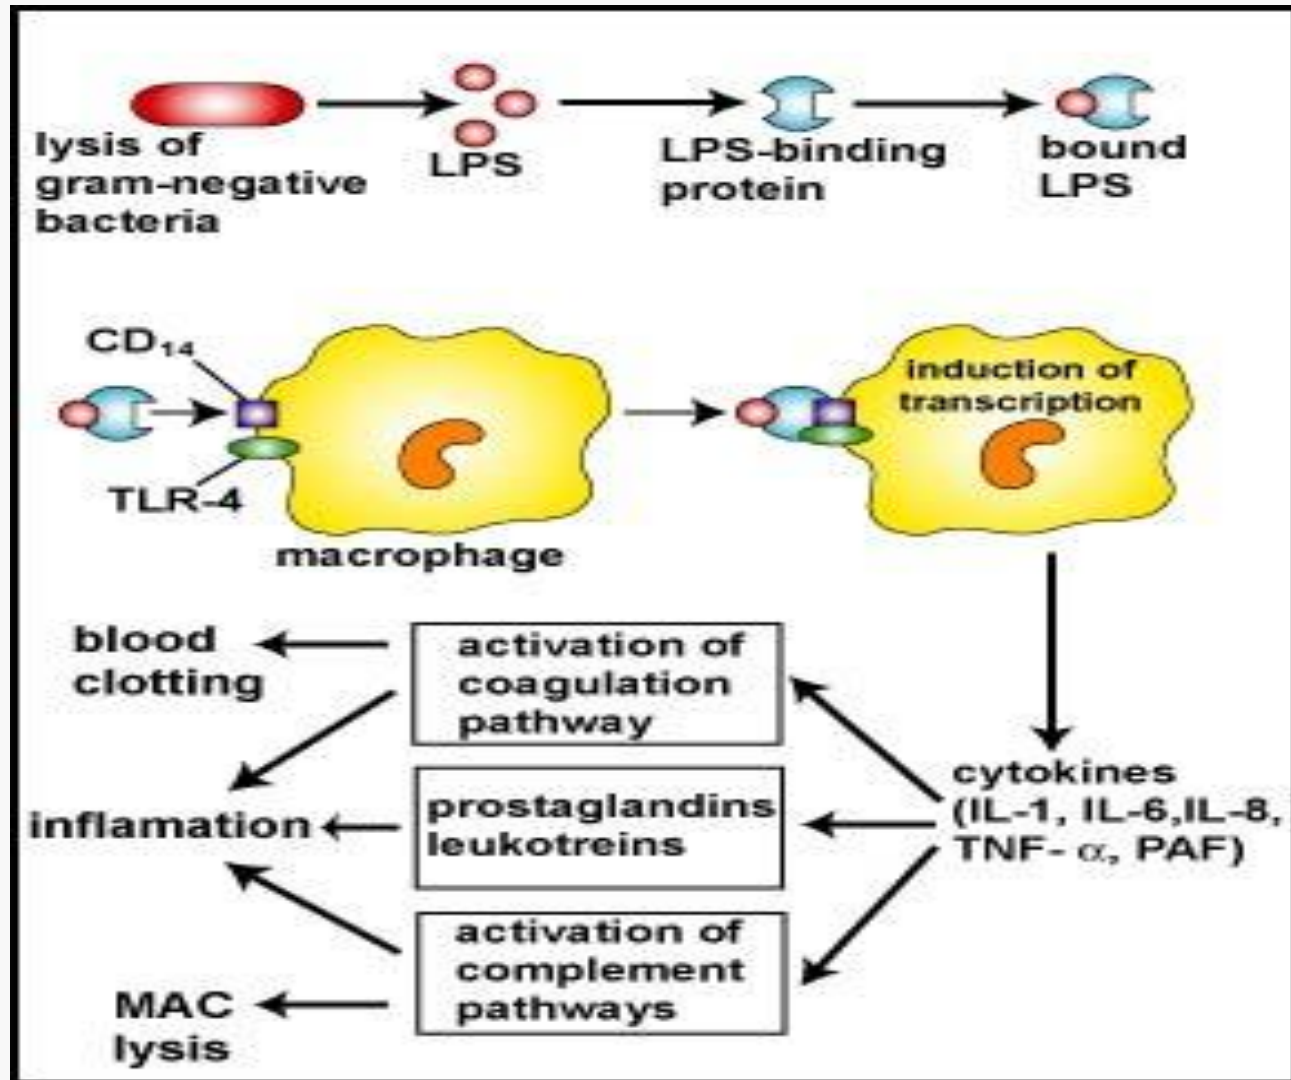 lysis of
gram-negative
bacteria
LPS
LPS-binding
protein
bound
LPS
CD14
TLR-4
macrophage
induction of
transcription
blood
clotting
activation of
coagulation
pathway
cytokines
(IL-1, IL-6,IL-8,
TNF- α, PAF)
inflamation
prostaglandins
leukotreins
activation of
complement
pathways
MAC
lysis